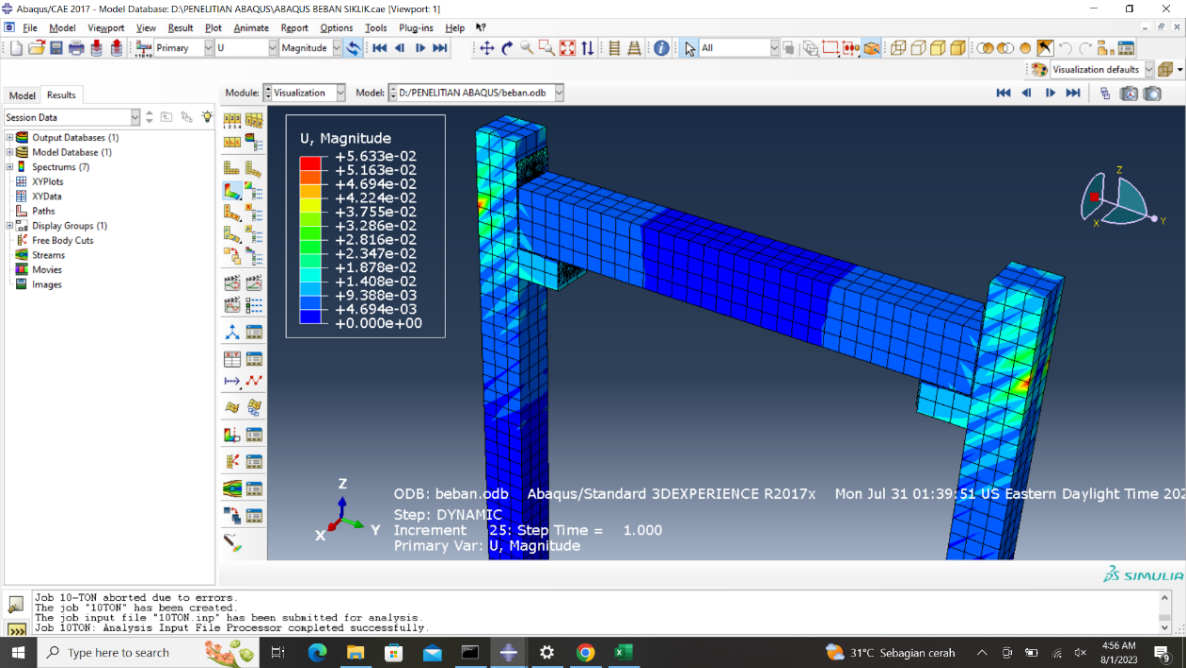 Abaqus/CAE 2017 - Model Database: D:\PENELITIAN ABAQUS\ABAQUS BEBAN SIKLIK.cae [Viewport: 1]
File Model Viewport View Result Plot Animate Report Options Tools Plug-ins Help
Primary U Magnitude All
Visualization defaults
Model Results Module: Visualization Model: D:/PENELITIAN ABAQUS/beban.odb
Session Data
Output Databases (1)
Model Database (1)
Spectrums (7)
XYPlots
XYData
Paths
Display Groups (1)
Free Body Cuts
Streams
Movies
Images
U, Magnitude
+5.633e-02
+5.163e-02
+4.694e-02
+4.224e-02
+3.755e-02
+3.286e-02
+2.816e-02
+2.347e-02
+1.878e-02
+1.408e-02
+9.388e-03
+4.694e-03
+0.000e+00
Z
X
Y
Z
X Y
ODB: beban.odb Abaqus/Standard 3DEXPERIENCE R2017x Mon Jul 31 01:39:51 US Eastern Daylight Time 202
Step: DYNAMIC
Increment 25: Step Time = 1.000
Primary Var: U, Magnitude
SIMULIA
Job 10-TON aborted due to errors.
The job "10TON" has been created.
The job input file "10TON.inp" has been submitted for analysis.
Job 10TON: Analysis Input File Processor completed successfully.
Type here to search
31°C Sebagian cerah
4:56 AM
8/1/2023
9